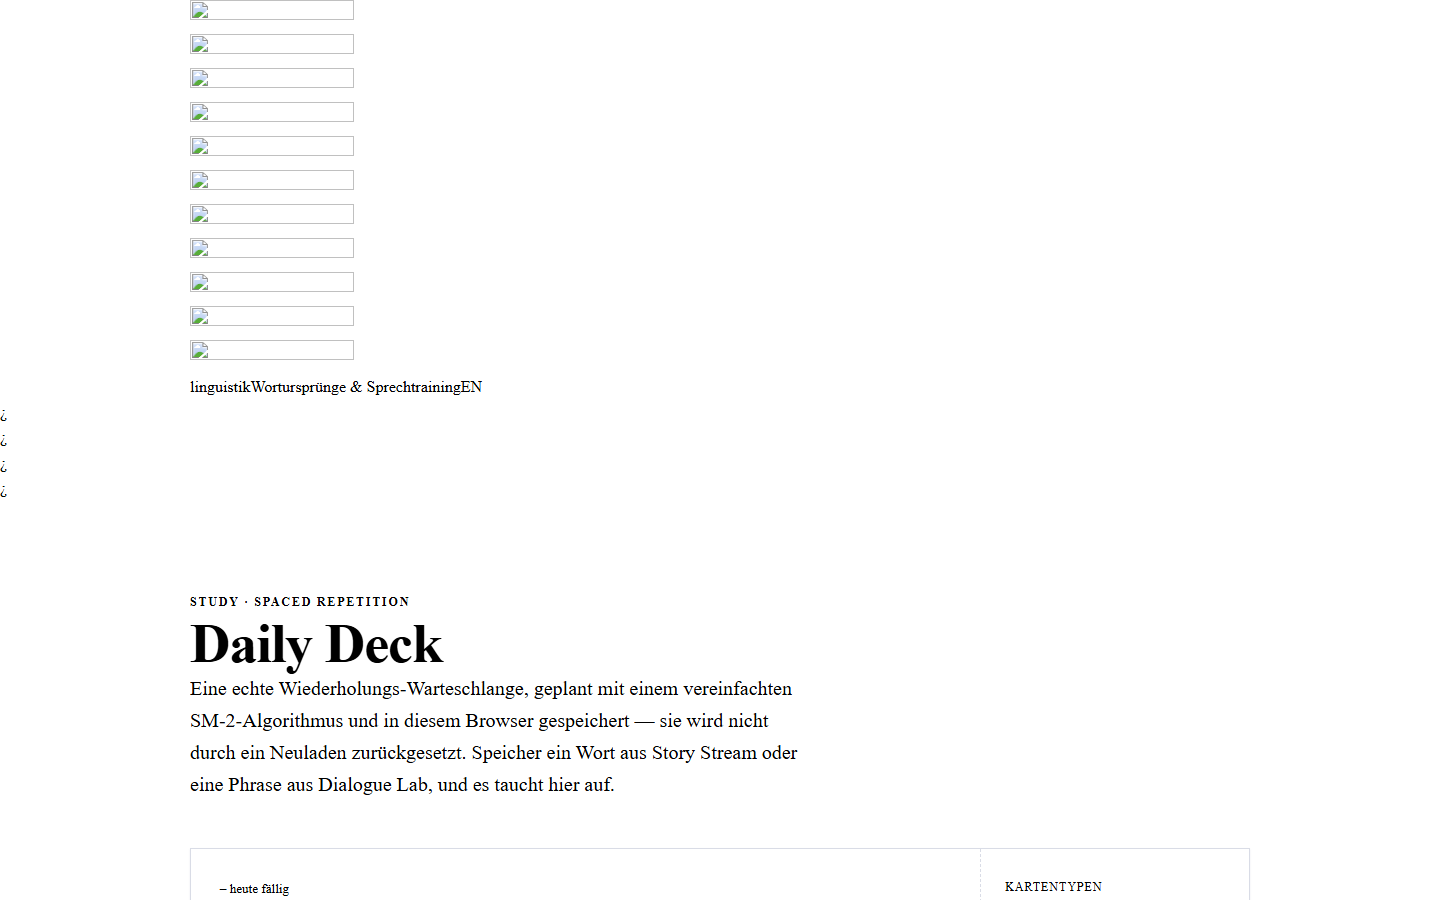 linguistikWortursprünge & SprechtrainingEN
¿
¿
¿
¿
STUDY · SPACED REPETITION
Daily Deck
Eine echte Wiederholungs-Warteschlange, geplant mit einem vereinfachten
SM-2-Algorithmus und in diesem Browser gespeichert — sie wird nicht
durch ein Neuladen zurückgesetzt. Speicher ein Wort aus Story Stream oder
eine Phrase aus Dialogue Lab, und es taucht hier auf.
– heute fällig
KARTENTYPEN